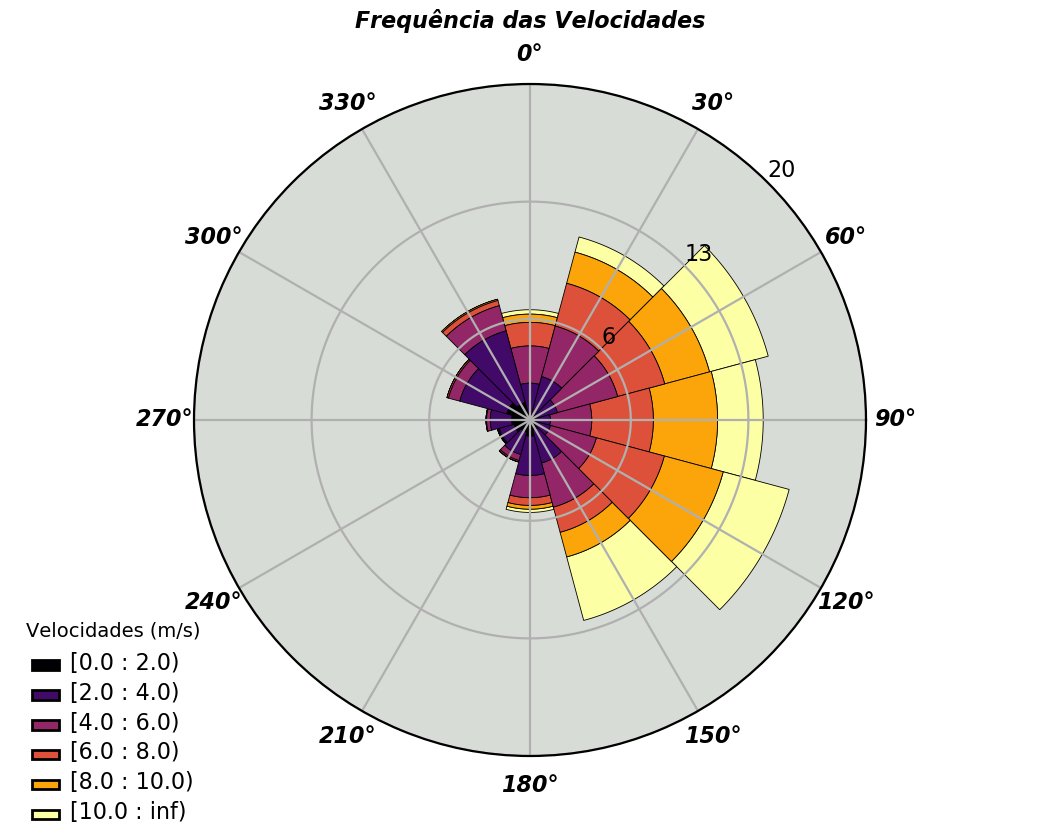 Frequência das Velocidades
0°
330°
30°
20
300°
60°
13
6
270°
90°
240°
120°
210°
150°
180°
Velocidades (m/s)
[0.0 : 2.0)
[2.0 : 4.0)
[4.0 : 6.0)
[6.0 : 8.0)
[8.0 : 10.0)
[10.0 : inf)